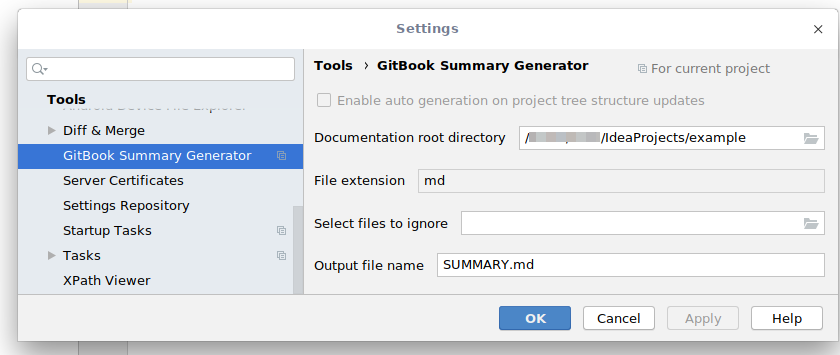 Settings
Tools › GitBook Summary Generator
For current project
Tools
Diff & Merge
GitBook Summary Generator
Server Certificates
Settings Repository
Startup Tasks
Tasks
XPath Viewer
Enable auto generation on project tree structure updates
Documentation root directory
/ /IdeaProjects/example
File extension
md
Select files to ignore
Output file name
SUMMARY.md
OK
Cancel
Apply
Help